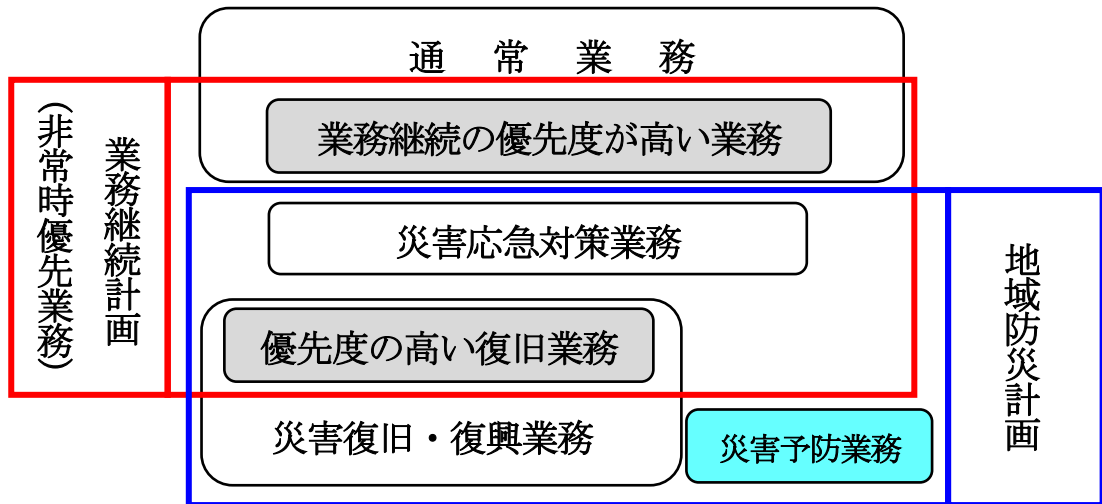 通常業務
業務継続の優先度が高い業務
業務継続計画
（非常時優先業務）
災害応急対策業務
優先度の高い復旧業務
災害復旧・復興業務
災害予防業務
地域防災計画